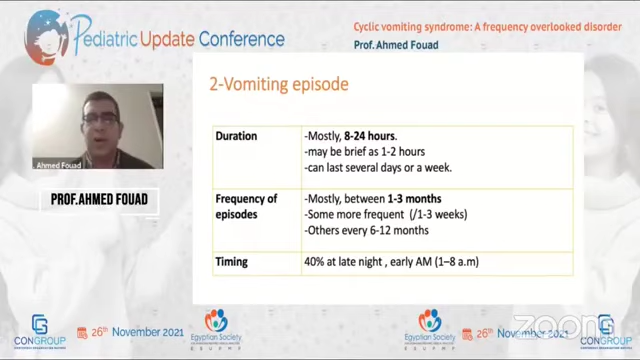 Pediatric Update Conference
Cyclic vomiting syndrome: A frequency overlooked disorder
Prof. Ahmed Fouad
2-Vomiting episode
Duration
-Mostly, 8-24 hours.
-may be brief as 1-2 hours
-can last several days or a week.
Frequency of episodes
-Mostly, between 1-3 months
-Some more frequent (/1-3 weeks)
-Others every 6-12 months
Timing
40% at late night , early AM (1–8 a.m)
. Ahmed Fouad
PROF.AHMED FOUAD
CONGROUP
26th November 2021
Egyptian Society
Egyptian Society
26th November 2021
CONGROUP
zoom